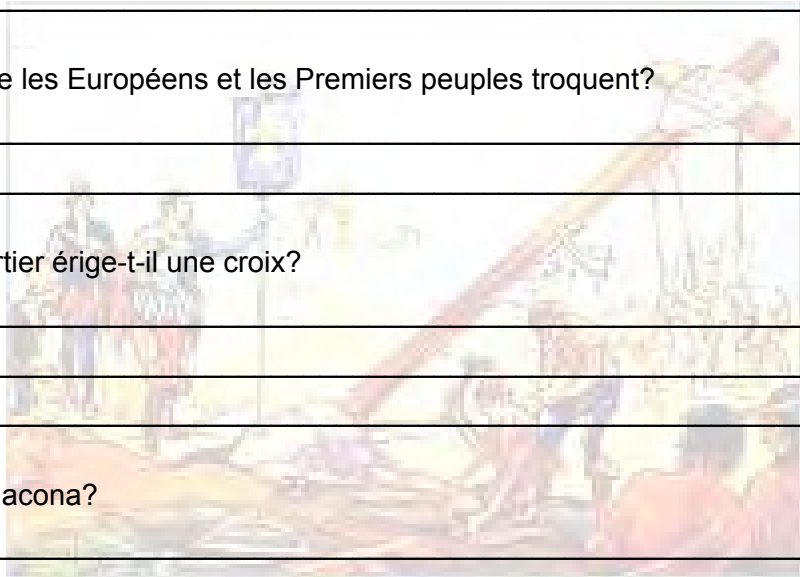 e les Européens et les Premiers peuples troquent?
rtier érige-t-il une croix?
acona?